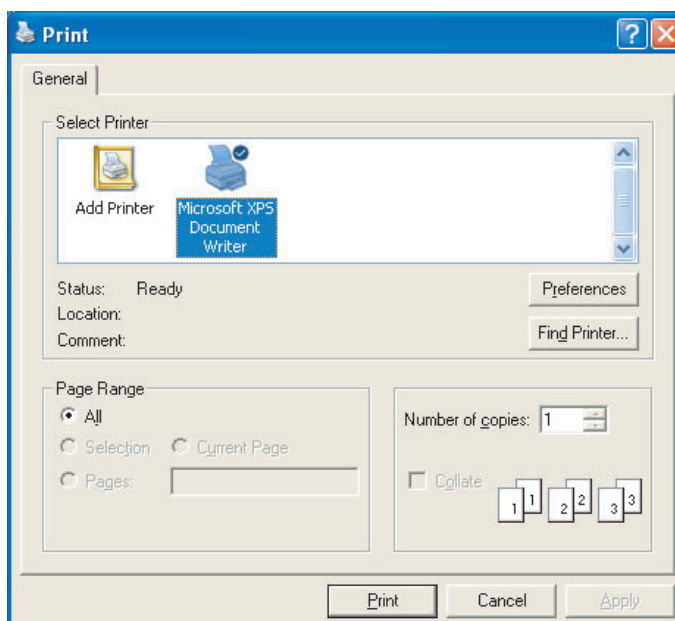 Print
General
Select Printer
Add Printer
Microsoft XPS
Document
Writer
Status: Ready
Location:
Comment:
Preferences
Find Printer...
Page Range
All
Selection Current Page
Pages:
Number of copies: 1
Collate
1 1 2 2 3 3
Print Cancel Apply